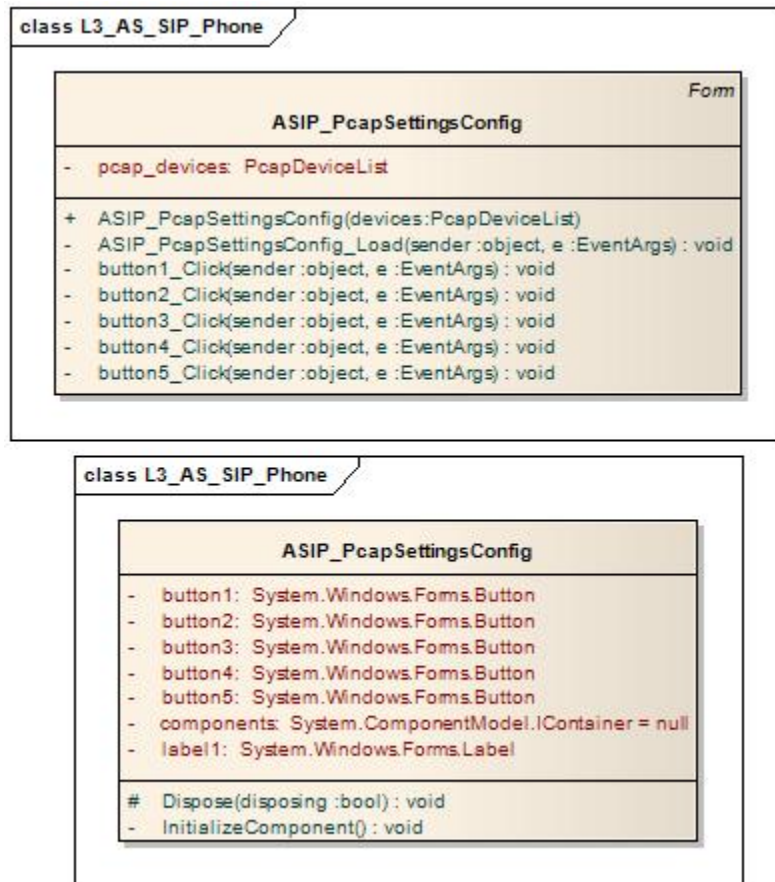 class L3_AS_SIP_Phone
Form
ASIP_PcapSettingsConfig
- pcap_devices: PcapDeviceList
+ ASIP_PcapSettingsConfig(devices:PcapDeviceList)
- ASIP_PcapSettingsConfig_Load(sender :object, e :EventArgs) : void
- button1_Click(sender :object, e :EventArgs) : void
- button2_Click(sender :object, e :EventArgs) : void
- button3_Click(sender :object, e :EventArgs) : void
- button4_Click(sender :object, e :EventArgs) : void
- button5_Click(sender :object, e :EventArgs) : void
class L3_AS_SIP_Phone
ASIP_PcapSettingsConfig
- button1: System.Windows.Forms.Button
- button2: System.Windows.Forms.Button
- button3: System.Windows.Forms.Button
- button4: System.Windows.Forms.Button
- button5: System.Windows.Forms.Button
- components: System.ComponentModel.IContainer = null
- label1: System.Windows.Forms.Label
# Dispose(disposing :bool) : void
- InitializeComponent() : void